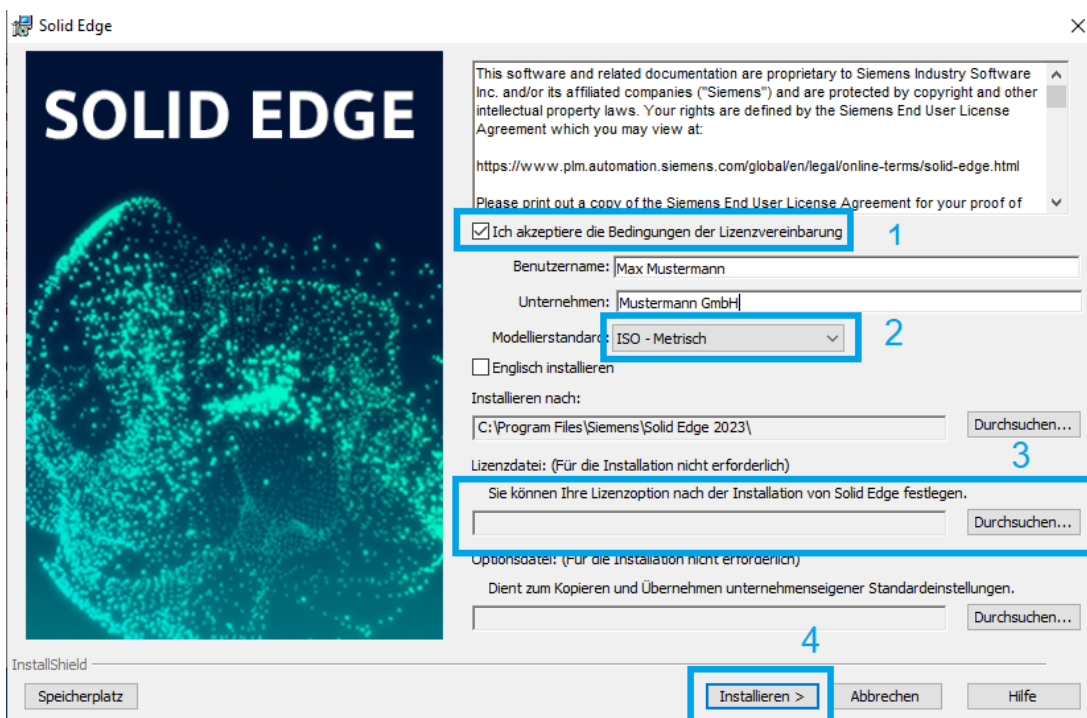 Solid Edge
SOLID EDGE
This software and related documentation are proprietary to Siemens Industry Software
Inc. and/or its affiliated companies ("Siemens") and are protected by copyright and other
intellectual property laws. Your rights are defined by the Siemens End User License
Agreement which you may view at:
https://www.plm.automation.siemens.com/global/en/legal/online-terms/solid-edge.html
Please print out a copy of the Siemens End User License Agreement for your proof of
Ich akzeptiere die Bedingungen der Lizenzvereinbarung 1
Benutzername: Max Mustermann
Unternehmen: Mustermann GmbH
Modellierstandard: ISO - Metrisch 2
Englisch installieren
Installieren nach:
C:\Program Files\Siemens\Solid Edge 2023\ Durchsuchen...
3
Lizenzdatei: (Für die Installation nicht erforderlich)
Sie können Ihre Lizenzoption nach der Installation von Solid Edge festlegen.
Durchsuchen...
Optionsdatei: (Für die Installation nicht erforderlich)
Dient zum Kopieren und Übernehmen unternehmenseigener Standardeinstellungen.
Durchsuchen...
4
InstallShield
Speicherplatz Installieren > Abbrechen Hilfe